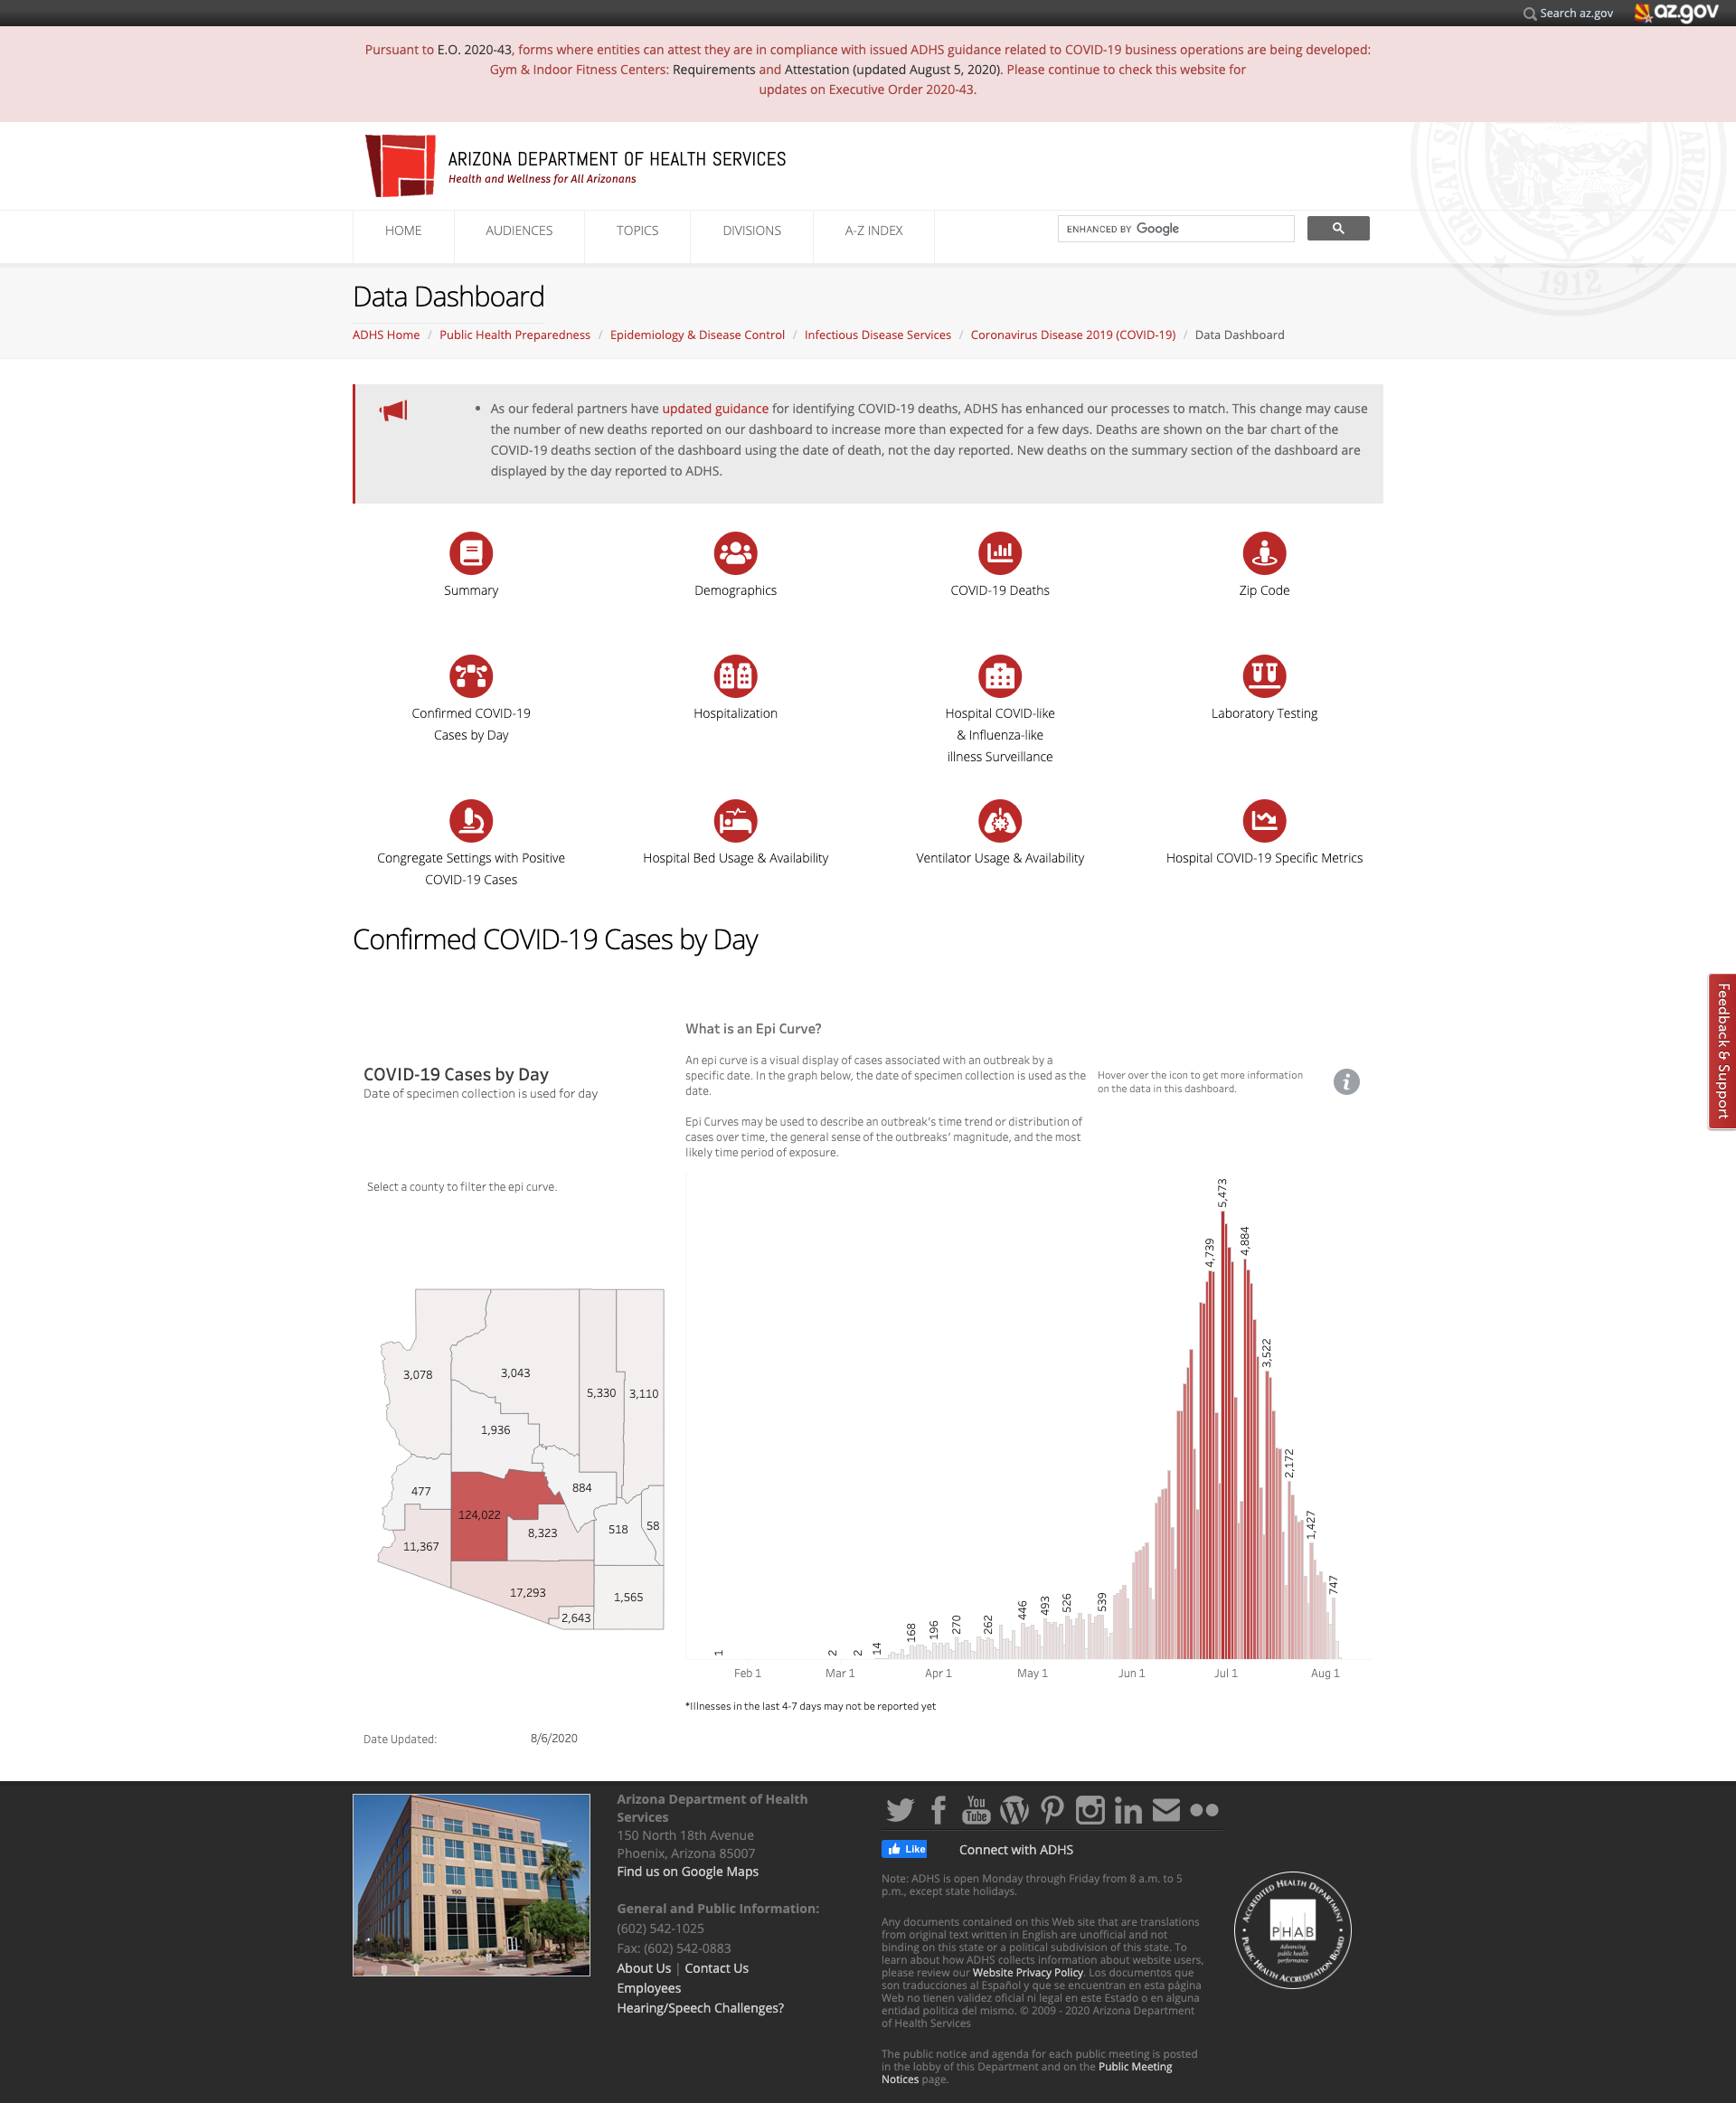 Search az.gov
az.gov
Pursuant to E.O. 2020-43, forms where entities can attest they are in compliance with issued ADHS guidance related to COVID-19 business operations are being developed:
Gym & Indoor Fitness Centers: Requirements and Attestation (updated August 5, 2020). Please continue to check this website for
updates on Executive Order 2020-43.
ARIZONA DEPARTMENT OF HEALTH SERVICES
Health and Wellness for All Arizonans
GREAT
ARIZONA
1912
HOME
AUDIENCES
TOPICS
DIVISIONS
A-Z INDEX
ENHANCED BY Google
Data Dashboard
ADHS Home / Public Health Preparedness / Epidemiology & Disease Control / Infectious Disease Services / Coronavirus Disease 2019 (COVID-19) / Data Dashboard
• As our federal partners have updated guidance for identifying COVID-19 deaths, ADHS has enhanced our processes to match. This change may cause
the number of new deaths reported on our dashboard to increase more than expected for a few days. Deaths are shown on the bar chart of the
COVID-19 deaths section of the dashboard using the date of death, not the day reported. New deaths on the summary section of the dashboard are
displayed by the day reported to ADHS.
Summary
Demographics
COVID-19 Deaths
Zip Code
Confirmed COVID-19
Cases by Day
Hospitalization
Hospital COVID-like
& Influenza-like
illness Surveillance
Laboratory Testing
Congregate Settings with Positive
COVID-19 Cases
Hospital Bed Usage & Availability
Ventilator Usage & Availability
Hospital COVID-19 Specific Metrics
Confirmed COVID-19 Cases by Day
Feedback & Support
COVID-19 Cases by Day
Date of specimen collection is used for day
What is an Epi Curve?
An epi curve is a visual display of cases associated with an outbreak by a
specific date. In the graph below, the date of specimen collection is used as the
date.
Epi Curves may be used to describe an outbreak's time trend or distribution of
cases over time, the general sense of the outbreaks' magnitude, and the most
likely time period of exposure.
Hover over the icon to get more information
on the data in this dashboard.
i
Select a county to filter the epi curve.
3,078
3,043
5,330
3,110
1,936
477
884
124,022
8,323
518
58
11,367
17,293
1,565
2,643
1
2
2
14
168
196
270
262
446
493
526
539
4,739
5,473
4,884
3,522
2,172
1,427
747
Feb 1
Mar 1
Apr 1
May 1
Jun 1
Jul 1
Aug 1
*Illnesses in the last 4-7 days may not be reported yet
Date Updated:
8/6/2020
150
Arizona Department of Health
Services
150 North 18th Avenue
Phoenix, Arizona 85007
Find us on Google Maps
General and Public Information:
(602) 542-1025
Fax: (602) 542-0883
About Us | Contact Us
Employees
Hearing/Speech Challenges?
You
Tube
Like
Connect with ADHS
Note: ADHS is open Monday through Friday from 8 a.m. to 5
p.m., except state holidays.
Any documents contained on this Web site that are translations
from original text written in English are unofficial and not
binding on this state or a political subdivision of this state. To
learn about how ADHS collects information about website users,
please review our Website Privacy Policy. Los documentos que
son traducciones al Español y que se encuentran en esta página
Web no tienen validez oficial ni legal en este Estado o en alguna
entidad politica del mismo. © 2009 - 2020 Arizona Department
of Health Services
The public notice and agenda for each public meeting is posted
in the lobby of this Department and on the Public Meeting
Notices page.
ACCREDITED HEALTH DEPARTMENT
PHAB
Advancing
public health
performance
PUBLIC HEALTH ACCREDITATION BOARD